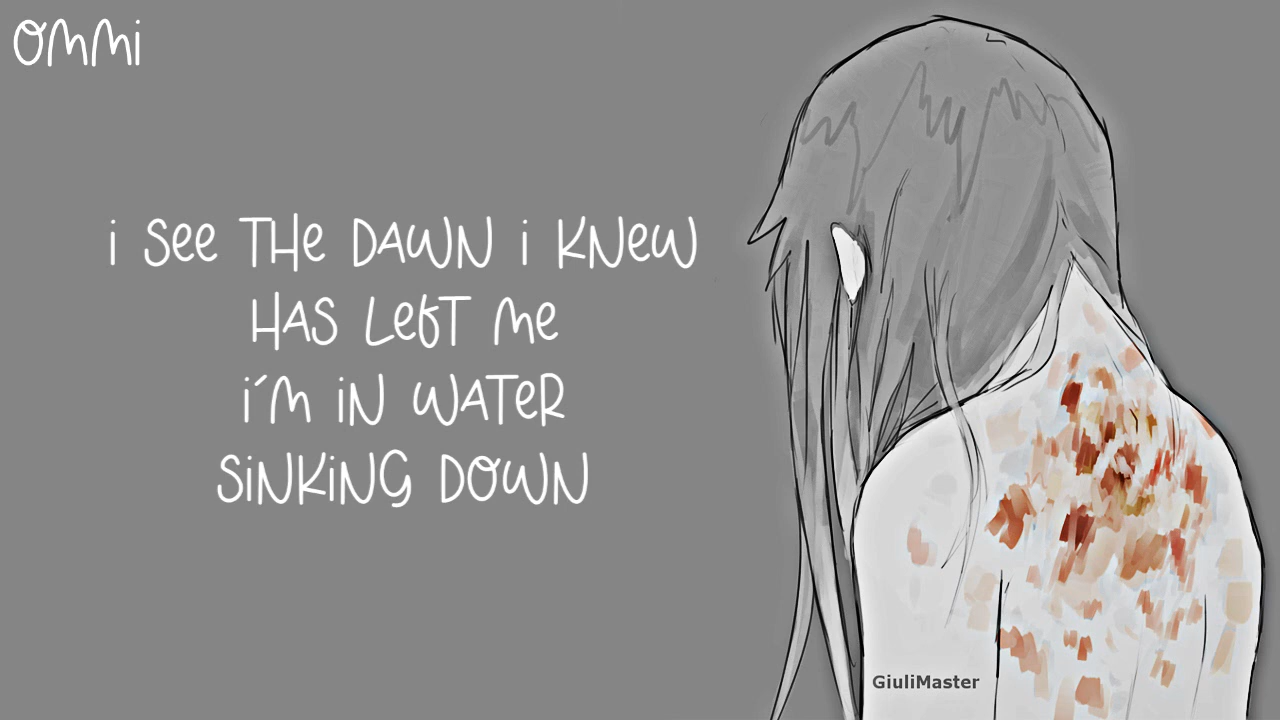 OMMi
i see THe DAWN i KNeW
HAS LefT Me
i´M iN WATeR
SiNKiNG DOWN
GiuliMaster